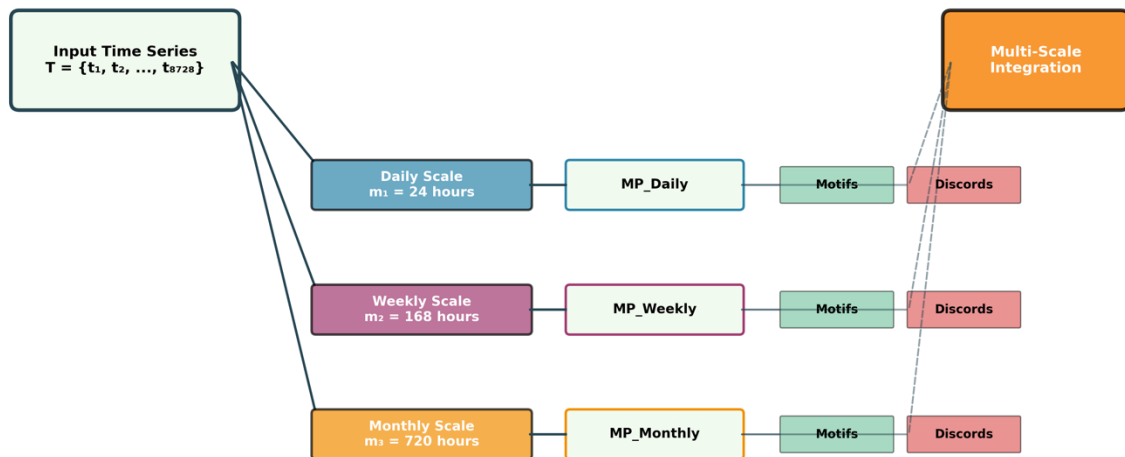 Input Time Series
T = {t₁, t₂, ..., t₈₇₂₈}
Multi-Scale
Integration
Daily Scale
m₁ = 24 hours
MP_Daily
Motifs
Discords
Weekly Scale
m₂ = 168 hours
MP_Weekly
Motifs
Discords
Monthly Scale
m₃ = 720 hours
MP_Monthly
Motifs
Discords